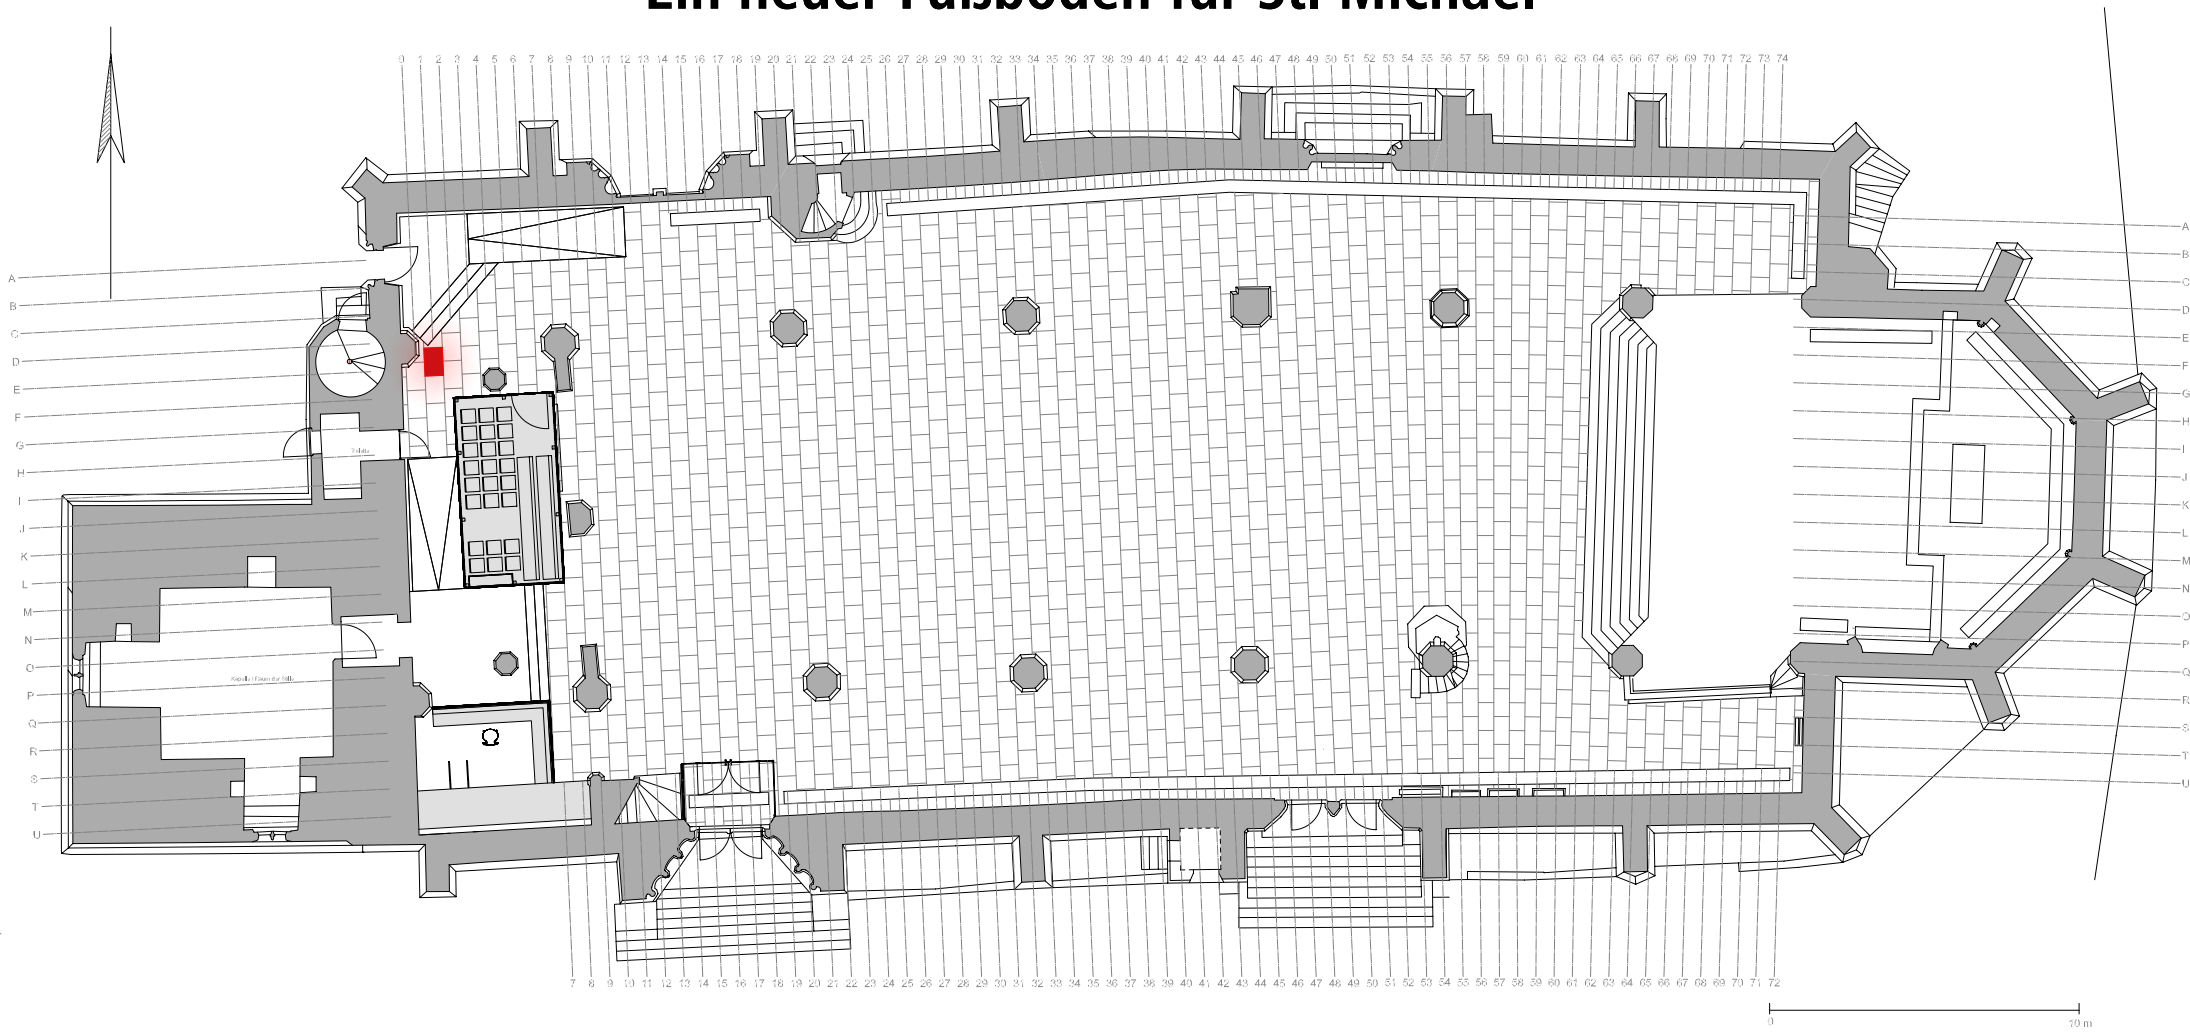 Ein neuer Fußboden für St. Michael
0 1 2 3 4 5 6 7 8 9 10 11 12 13 14 15 16 17 18 19 20 21 22 23 24 25 26 27 28 29 30 31 32 33 34 35 36 37 38 39 40 41 42 43 44 45 46 47 48 49 50 51 52 53 54 55 56 57 58 59 60 61 62 63 64 65 66 67 68 69 70 71 72 73 74
A A
B B
C C
D D
E E
F F
G G
H H
I I
J J
K K
L L
M M
N N
O O
P P
Q Q
R R
S S
T T
U U
7 8 9 10 11 12 13 14 15 16 17 18 19 20 21 22 23 24 25 26 27 28 29 30 31 32 33 34 35 36 37 38 39 40 41 42 43 44 45 46 47 48 49 50 51 52 53 54 55 56 57 58 59 60 61 62 63 64 65 66 67 68 69 70 71 72
0 10 m